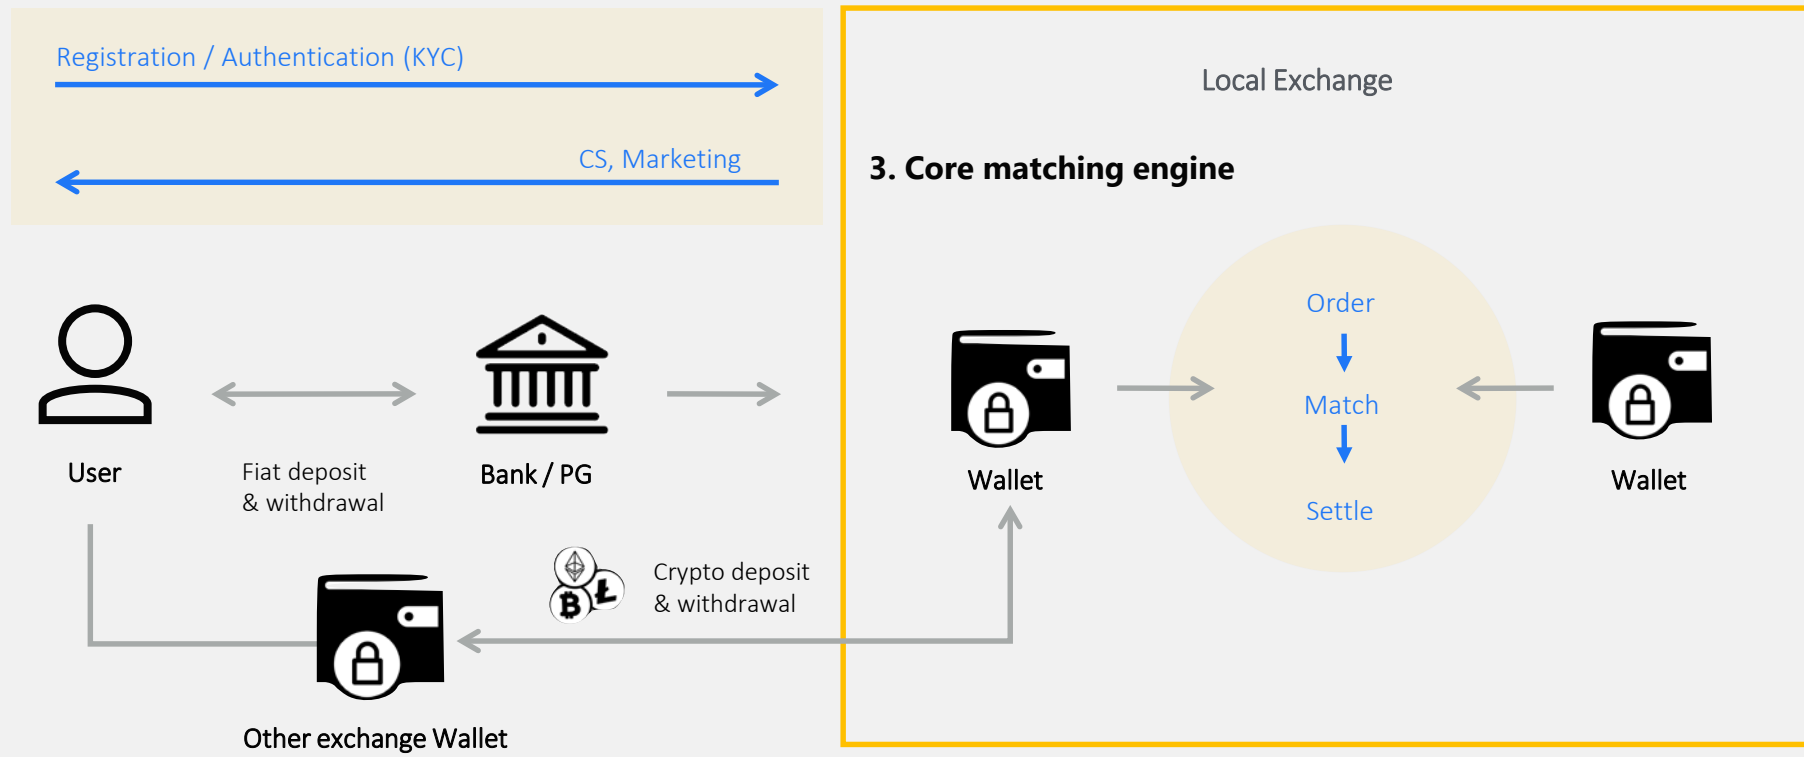 Registration / Authentication (KYC)
CS, Marketing
Local Exchange
3. Core matching engine
Order
Match
Settle
User
Fiat deposit
& withdrawal
Bank / PG
Wallet
Wallet
Crypto deposit
& withdrawal
Other exchange Wallet